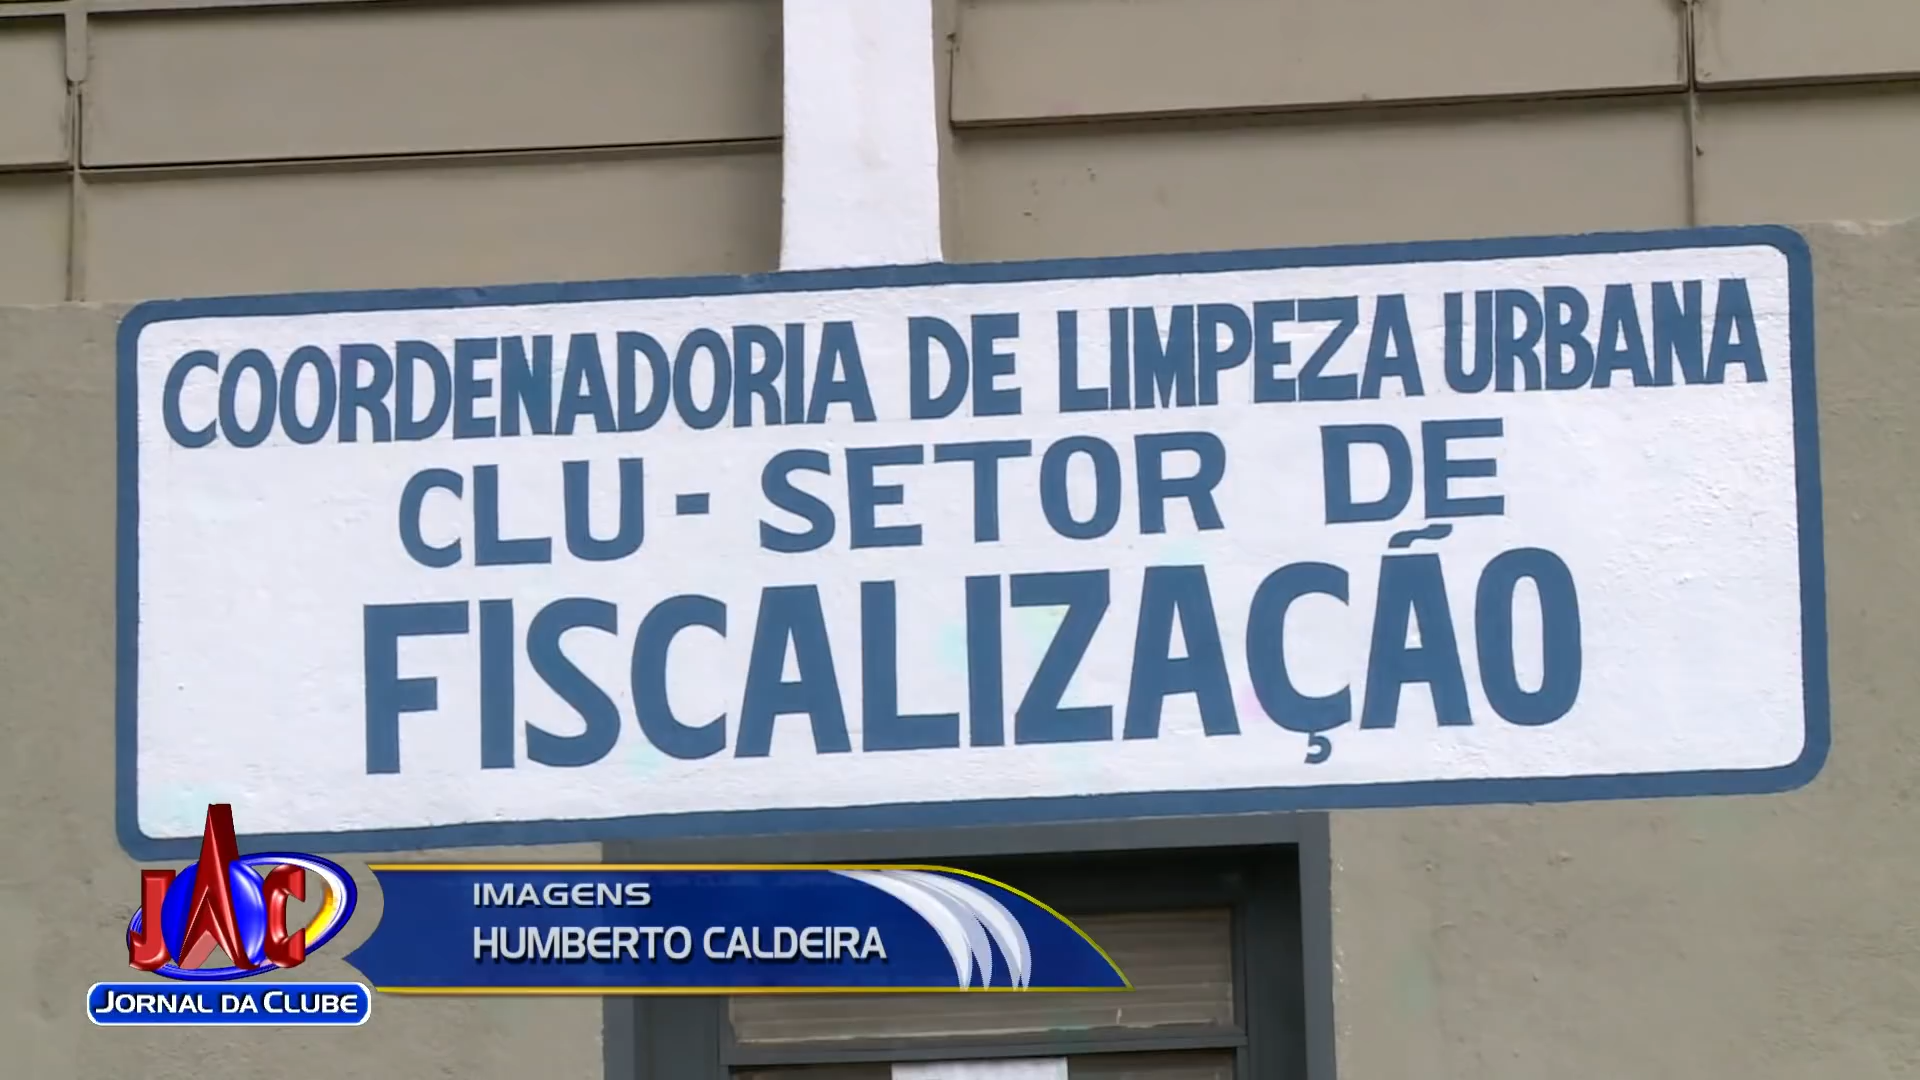 COORDENADORIA DE LIMPEZA URBANA
CLU - SETOR DE
FISCALIZAÇÃO
JAC
JORNAL DA CLUBE
IMAGENS
HUMBERTO CALDEIRA